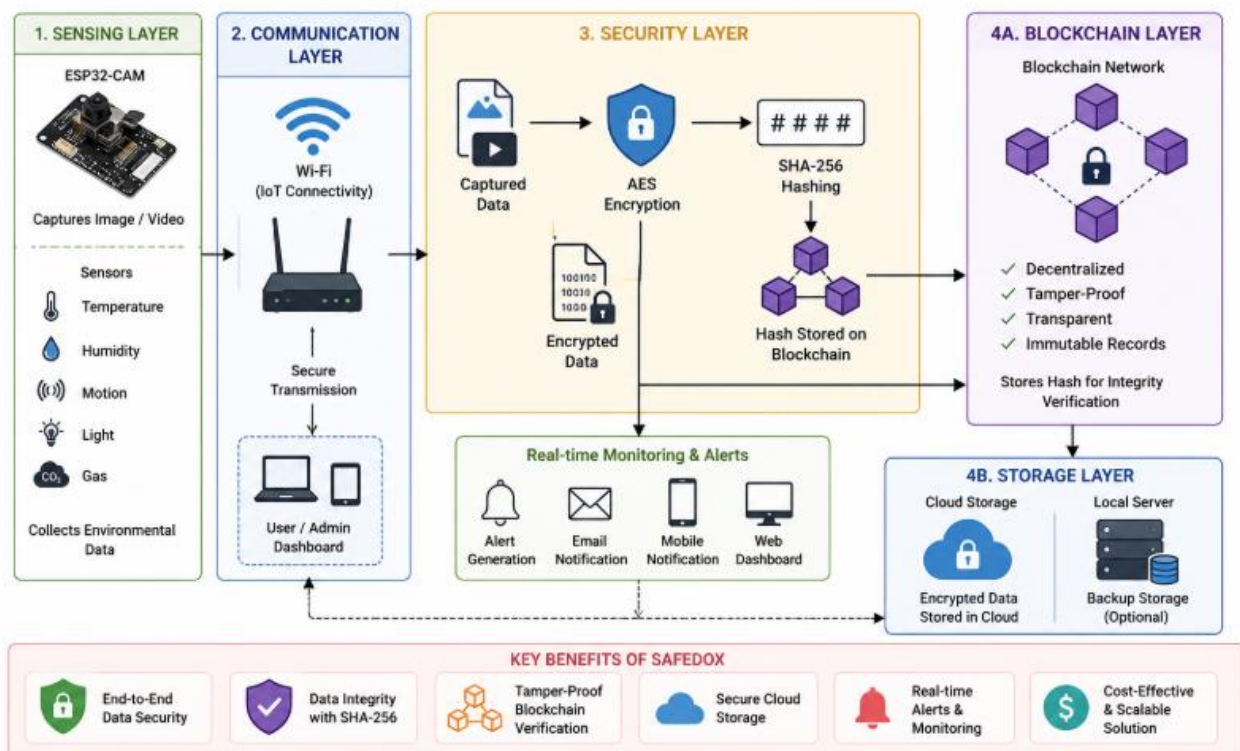 1. SENSING LAYER
ESP32-CAM
Captures Image / Video
Sensors
Temperature
Humidity
Motion
Light
CO₂
Gas
Collects Environmental
Data
2. COMMUNICATION
LAYER
Wi-Fi
(IoT Connectivity)
Secure
Transmission
User / Admin
Dashboard
3. SECURITY LAYER
Captured
Data
AES
Encryption
# # # #
SHA-256
Hashing
100100
10010
1000
Encrypted
Data
Hash Stored on
Blockchain
4A. BLOCKCHAIN LAYER
Blockchain Network
✓ Decentralized
✓ Tamper-Proof
✓ Transparent
✓ Immutable Records
Stores Hash for Integrity
Verification
Real-time Monitoring & Alerts
Alert
Generation
Email
Notification
Mobile
Notification
Web
Dashboard
4B. STORAGE LAYER
Cloud Storage
Encrypted Data
Stored in Cloud
Local Server
Backup Storage
(Optional)
KEY BENEFITS OF SAFEDOX
End-to-End
Data Security
Data Integrity
with SHA-256
Tamper-Proof
Blockchain
Verification
Secure Cloud
Storage
Real-time
Alerts &
Monitoring
$
Cost-Effective
& Scalable
Solution